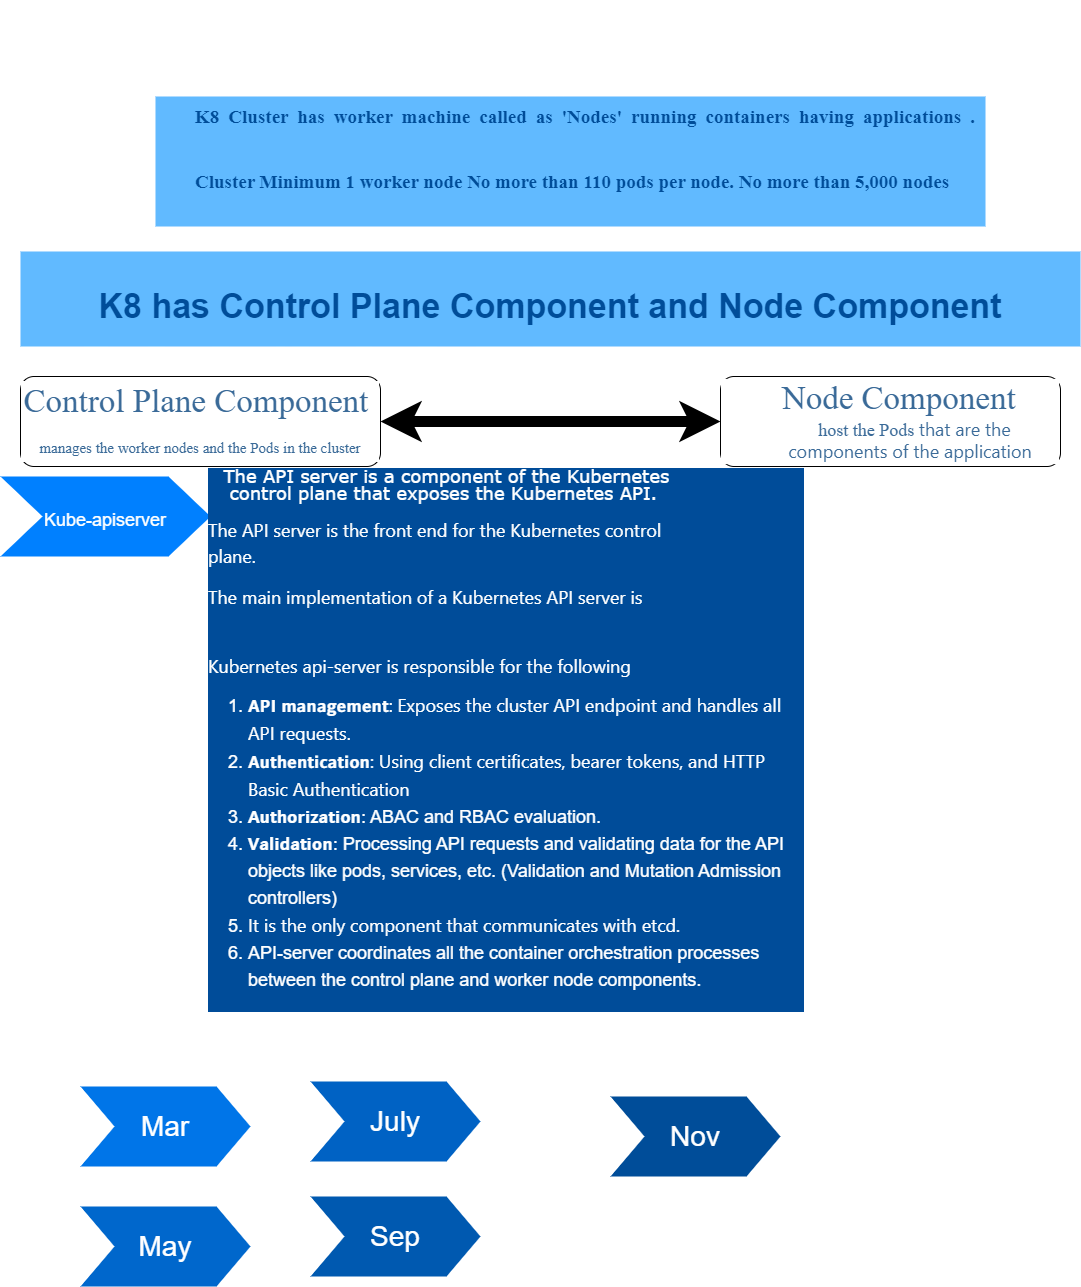 K8 Cluster has worker machine called as 'Nodes' running containers having applications .
Cluster Minimum 1 worker node No more than 110 pods per node. No more than 5,000 nodes
K8 has Control Plane Component and Node Component
Control Plane Component
manages the worker nodes and the Pods in the cluster
Node Component
host the Pods that are the
components of the application
Kube-apiserver
The API server is a component of the Kubernetes
control plane that exposes the Kubernetes API.
The API server is the front end for the Kubernetes control
plane.
The main implementation of a Kubernetes API server is
Kubernetes api-server is responsible for the following
1. API management: Exposes the cluster API endpoint and handles all
API requests.
2. Authentication: Using client certificates, bearer tokens, and HTTP
Basic Authentication
3. Authorization: ABAC and RBAC evaluation.
4. Validation: Processing API requests and validating data for the API
objects like pods, services, etc. (Validation and Mutation Admission
controllers)
5. It is the only component that communicates with etcd.
6. API-server coordinates all the container orchestration processes
between the control plane and worker node components.
Mar
July
Nov
May
Sep